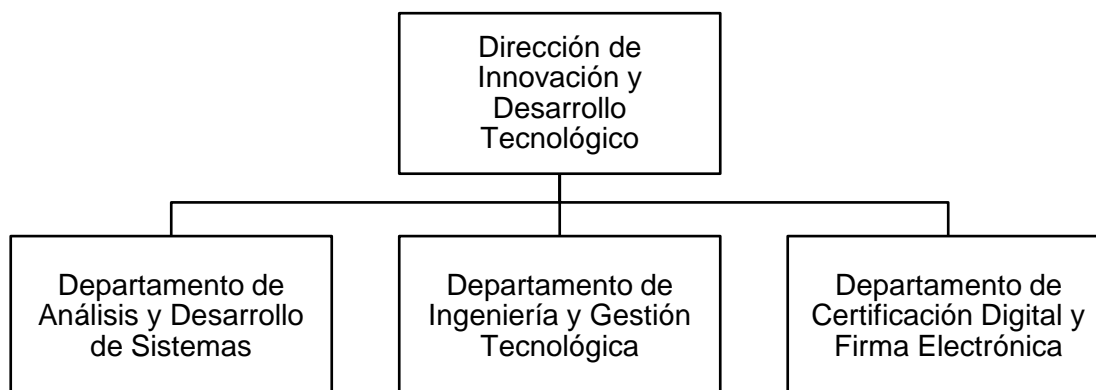 Dirección de
Innovación y
Desarrollo
Tecnológico
Departamento de
Análisis y Desarrollo
de Sistemas
Departamento de
Ingeniería y Gestión
Tecnológica
Departamento de
Certificación Digital y
Firma Electrónica